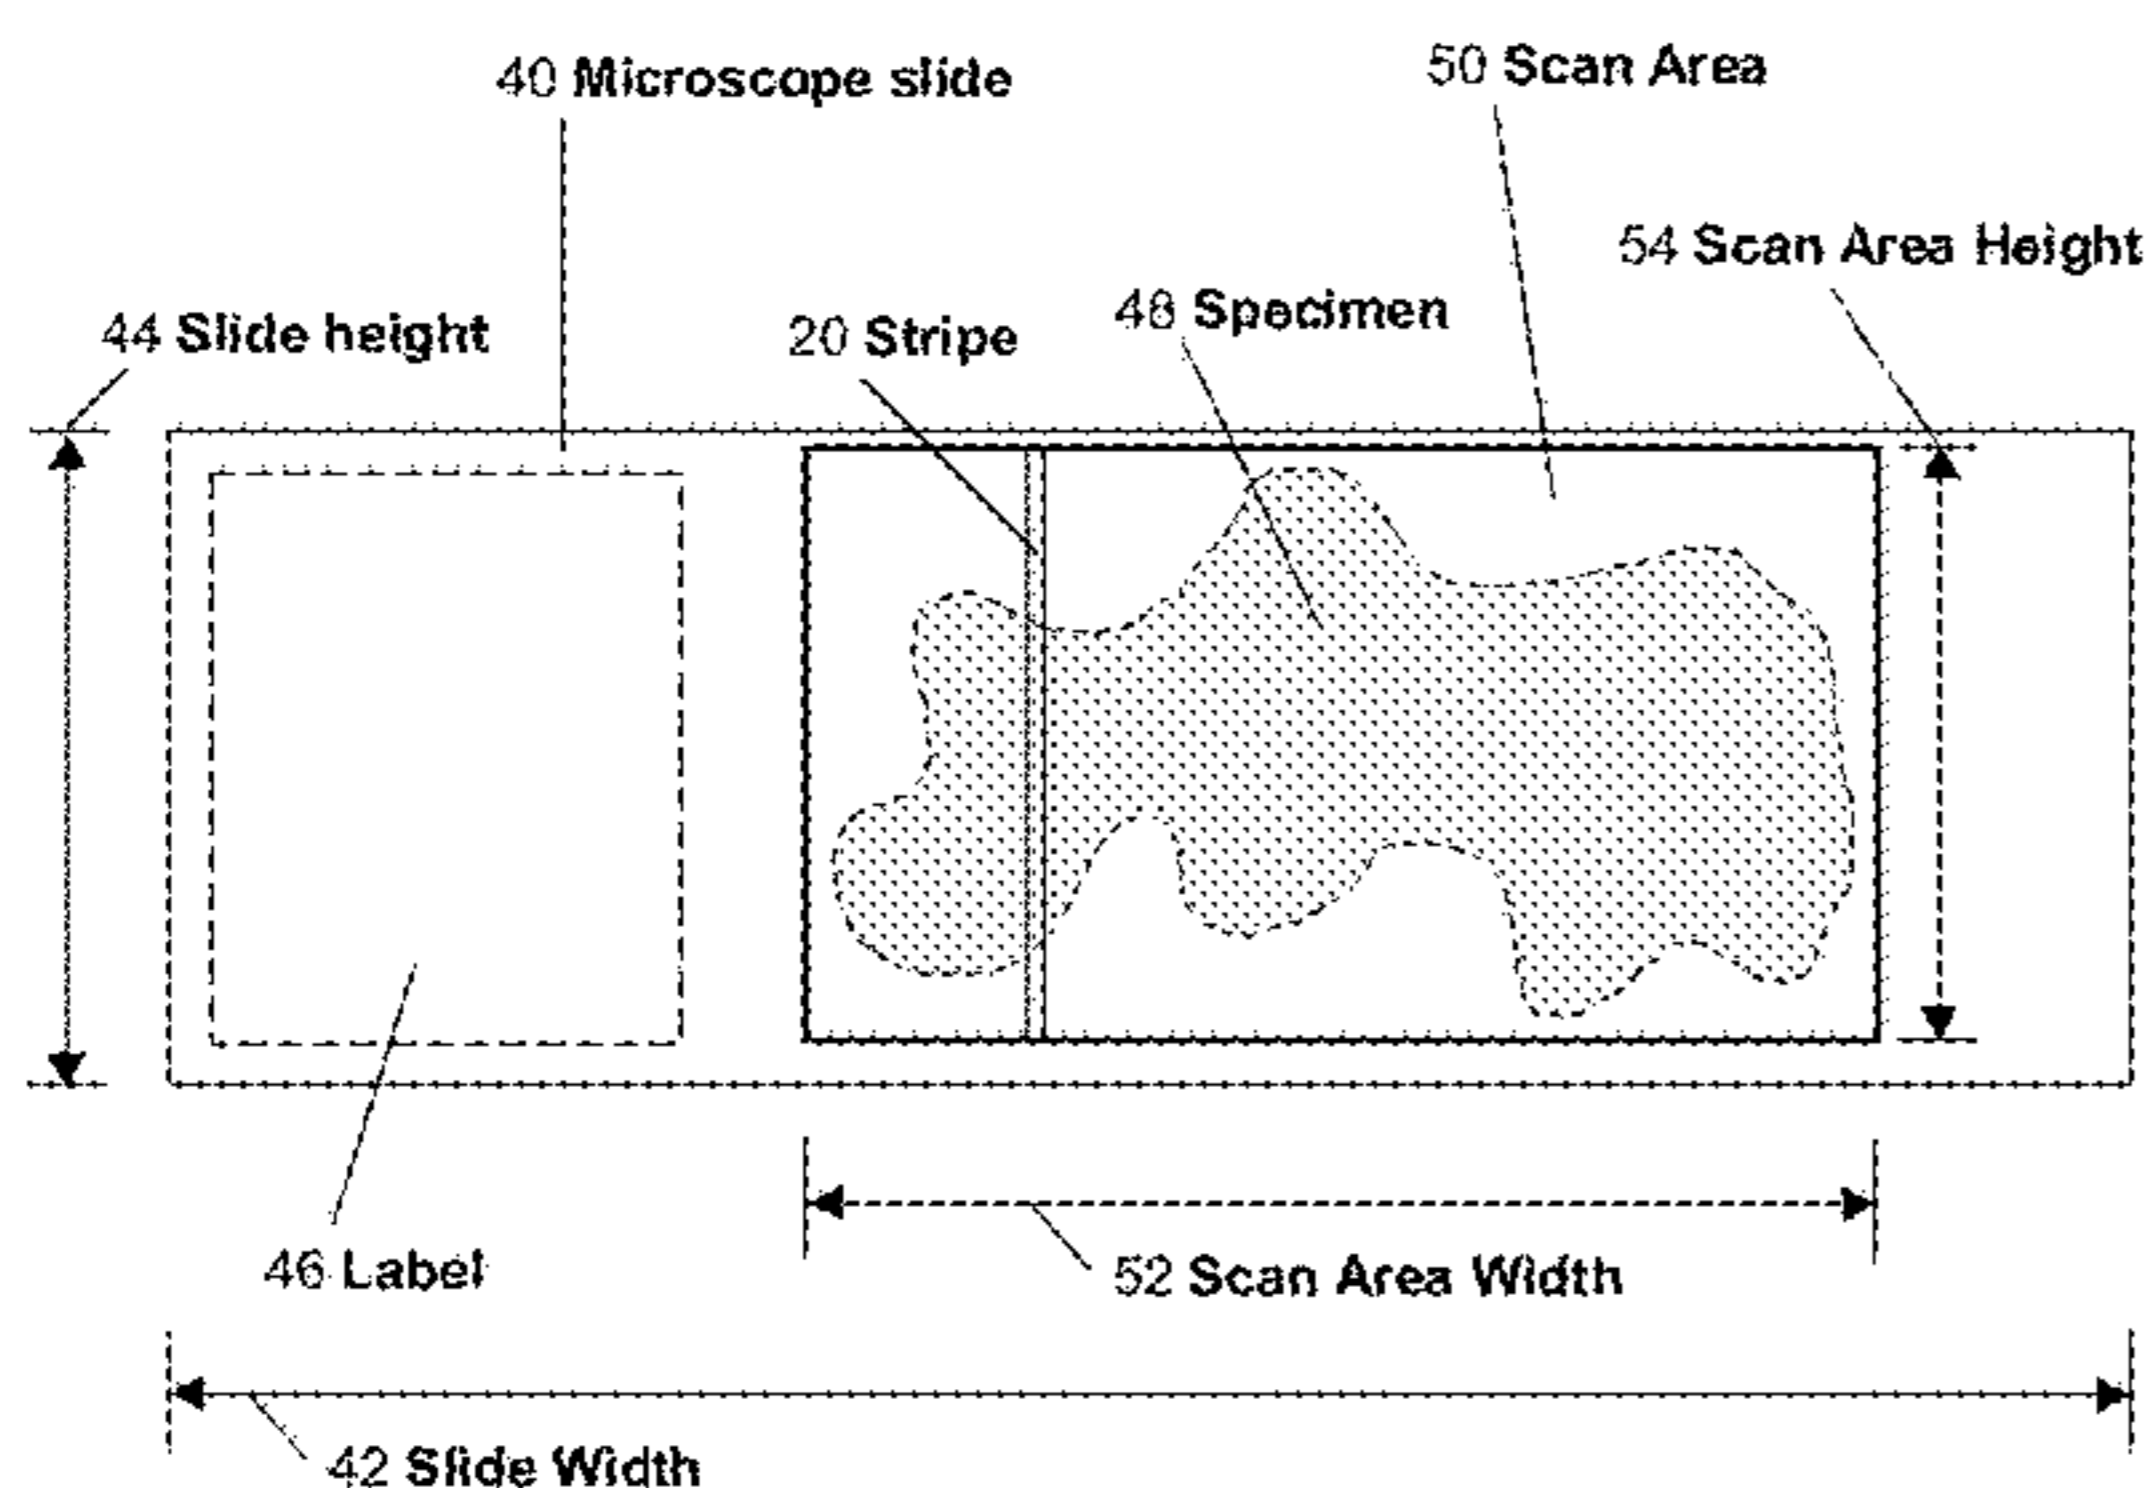 40 Microscope slide
50 Scan Area
54 Scan Area Height
44 Slide height
20 Stripe
48 Specimen
46 Label
52 Scan Area Width
42 Slide Width